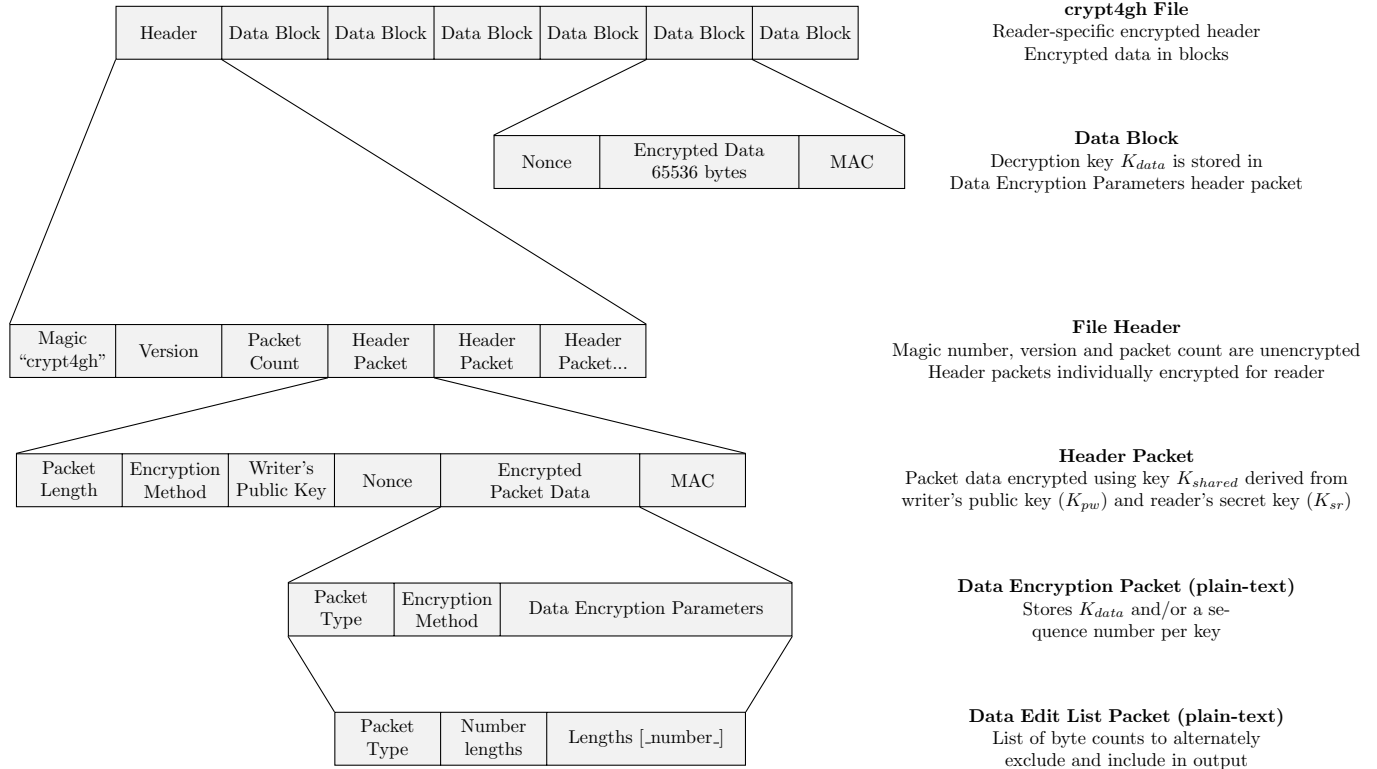 crypt4gh File
Header
Data Block
Data Block
Data Block
Data Block
Data Block
Data Block
Reader-specific encrypted header
Encrypted data in blocks
Nonce
Encrypted Data
65536 bytes
MAC
Data Block
Decryption key K_data is stored in
Data Encryption Parameters header packet
Magic
“crypt4gh”
Version
Packet
Count
Header
Packet
Header
Packet
Header
Packet...
File Header
Magic number, version and packet count are unencrypted
Header packets individually encrypted for reader
Packet
Length
Encryption
Method
Writer's
Public Key
Nonce
Encrypted
Packet Data
MAC
Header Packet
Packet data encrypted using key K_shared derived from
writer's public key (K_pw) and reader's secret key (K_sr)
Packet
Type
Encryption
Method
Data Encryption Parameters
Data Encryption Packet (plain-text)
Stores K_data and/or a se-
quence number per key
Packet
Type
Number
lengths
Lengths [_number_]
Data Edit List Packet (plain-text)
List of byte counts to alternately
exclude and include in output